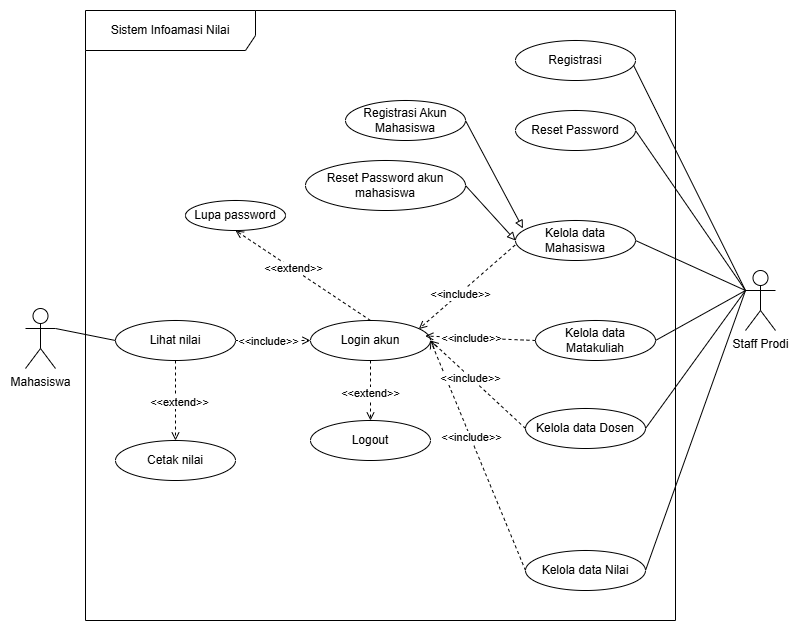 Sistem Infoamasi Nilai
Registrasi
Registrasi Akun
Mahasiswa
Reset Password
Reset Password akun
mahasiswa
Lupa password
Kelola data
Mahasiswa
<<extend>>
<<include>>
Mahasiswa
Lihat nilai
<<include>>
Login akun
<<include>>
Kelola data
Matakuliah
Staff Prodi
<<include>>
<<extend>>
<<extend>>
Kelola data Dosen
<<include>>
Logout
Cetak nilai
Kelola data Nilai